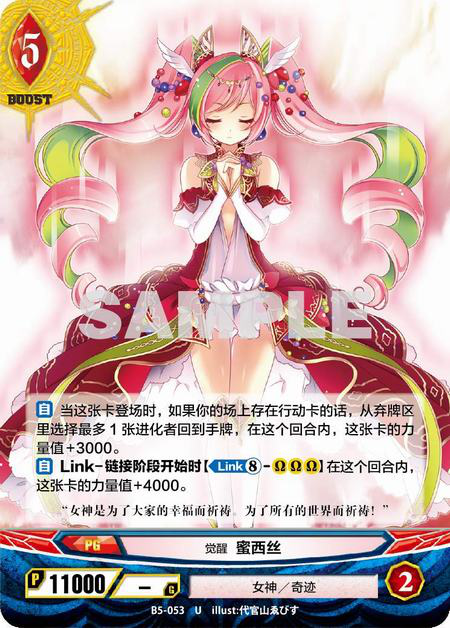 5
BOOST
SAMPLE
自 当这张卡登场时，如果你的场上存在行动卡的话，从弃牌区
里选择最多1张进化者回到手牌，在这个回合内，这张卡的力
量值+3000。
自 Link-链接阶段开始时【Link 8-ΩΩΩ】在这个回合内，
这张卡的力量值+4000。
“女神是为了大家的幸福而祈祷。为了所有的世界而祈祷！”
PG
觉醒 蜜西丝
P 11000 — G
女神／奇迹
2
B5-053 U illust:代官山ゑびす